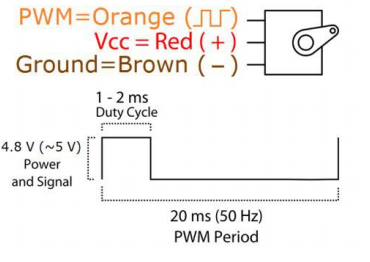 PWM=Orange (⎍⎍)
Vcc = Red ( + )
Ground=Brown ( – )
1 - 2 ms
Duty Cycle
4.8 V (~5 V)
Power
and Signal
20 ms (50 Hz)
PWM Period